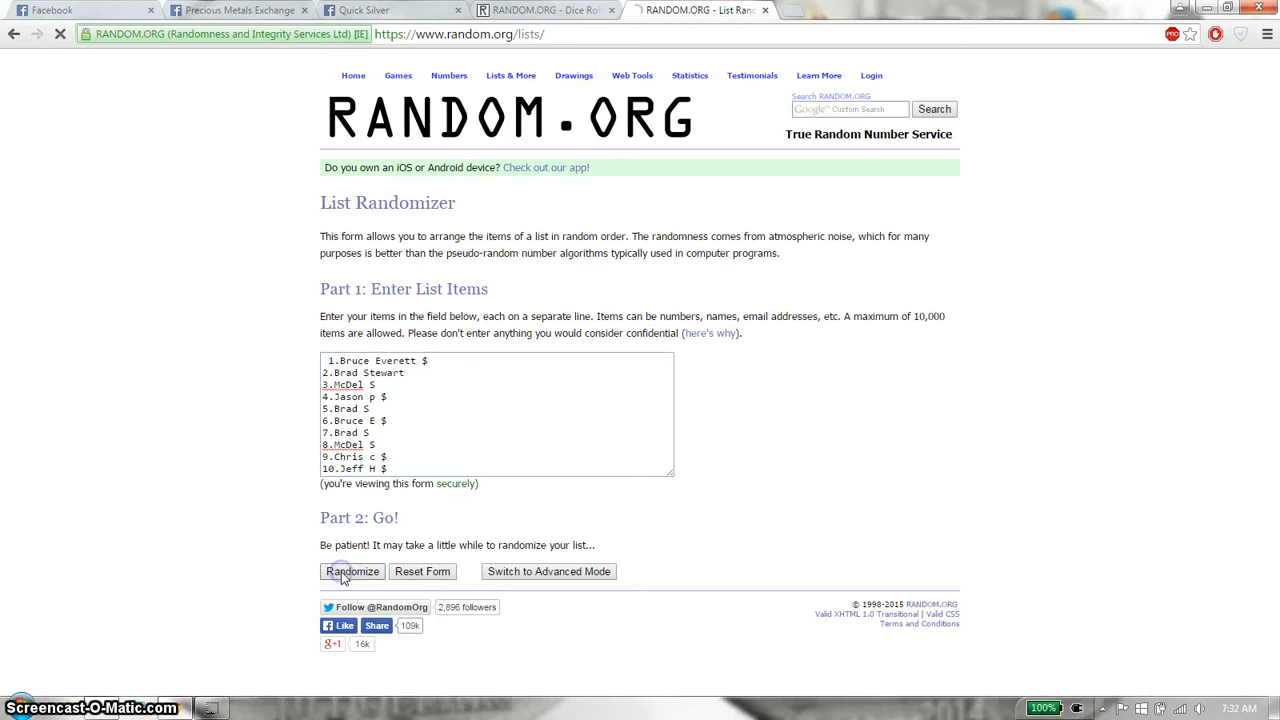 Facebook
Precious Metals Exchange
Quick Silver
RANDOM.ORG - Dice Roll
RANDOM.ORG - List Rand
RANDOM.ORG (Randomness and Integrity Services Ltd) [IE]
https://www.random.org/lists/
PRO
Home Games Numbers Lists & More Drawings Web Tools Statistics Testimonials Learn More Login
Search RANDOM.ORG
RANDOM.ORG
Google™ Custom Search
Search
True Random Number Service
Do you own an iOS or Android device? Check out our app!
List Randomizer
This form allows you to arrange the items of a list in random order. The randomness comes from atmospheric noise, which for many
purposes is better than the pseudo-random number algorithms typically used in computer programs.
Part 1: Enter List Items
Enter your items in the field below, each on a separate line. Items can be numbers, names, email addresses, etc. A maximum of 10,000
items are allowed. Please don't enter anything you would consider confidential (here's why).
1.Bruce Everett $
2.Brad Stewart
3.McDel S
4.Jason p $
5.Brad S
6.Bruce E $
7.Brad S
8.McDel S
9.Chris c $
10.Jeff H $
(you're viewing this form securely)
Part 2: Go!
Be patient! It may take a little while to randomize your list...
Randomize Reset Form Switch to Advanced Mode
Follow @RandomOrg 2,896 followers
© 1998-2015 RANDOM.ORG
Valid XHTML 1.0 Transitional | Valid CSS
Terms and Conditions
Like Share 109k
g+1 16k
Screencast-O-Matic.com
100%
7:32 AM